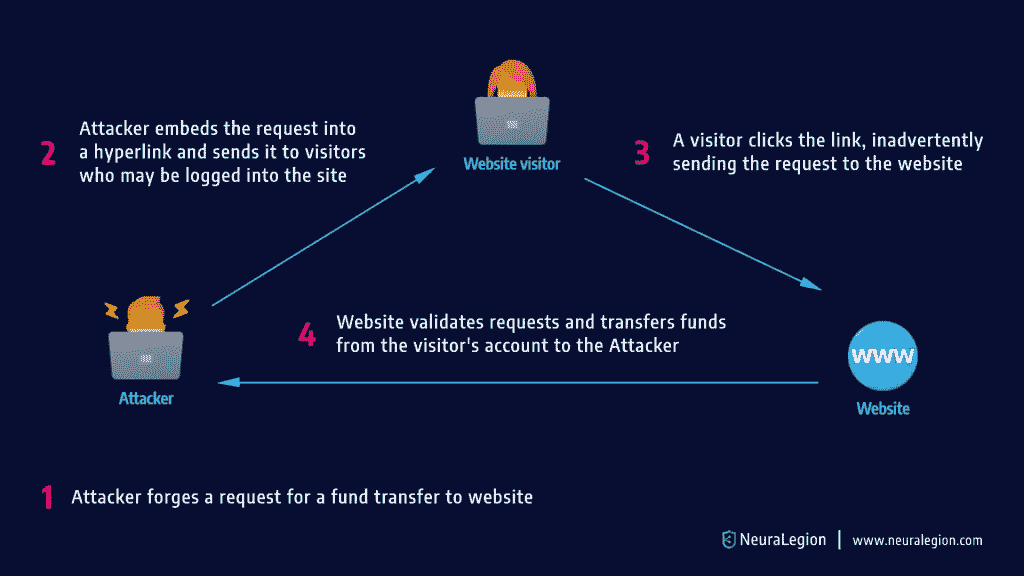 Website visitor
2
Attacker embeds the request into
a hyperlink and sends it to visitors
who may be logged into the site
3
A visitor clicks the link, inadvertently
sending the request to the website
4
Website validates requests and transfers funds
from the visitor's account to the Attacker
Attacker
WWW
Website
1
Attacker forges a request for a fund transfer to website
NeuraLegion | www.neuralegion.com